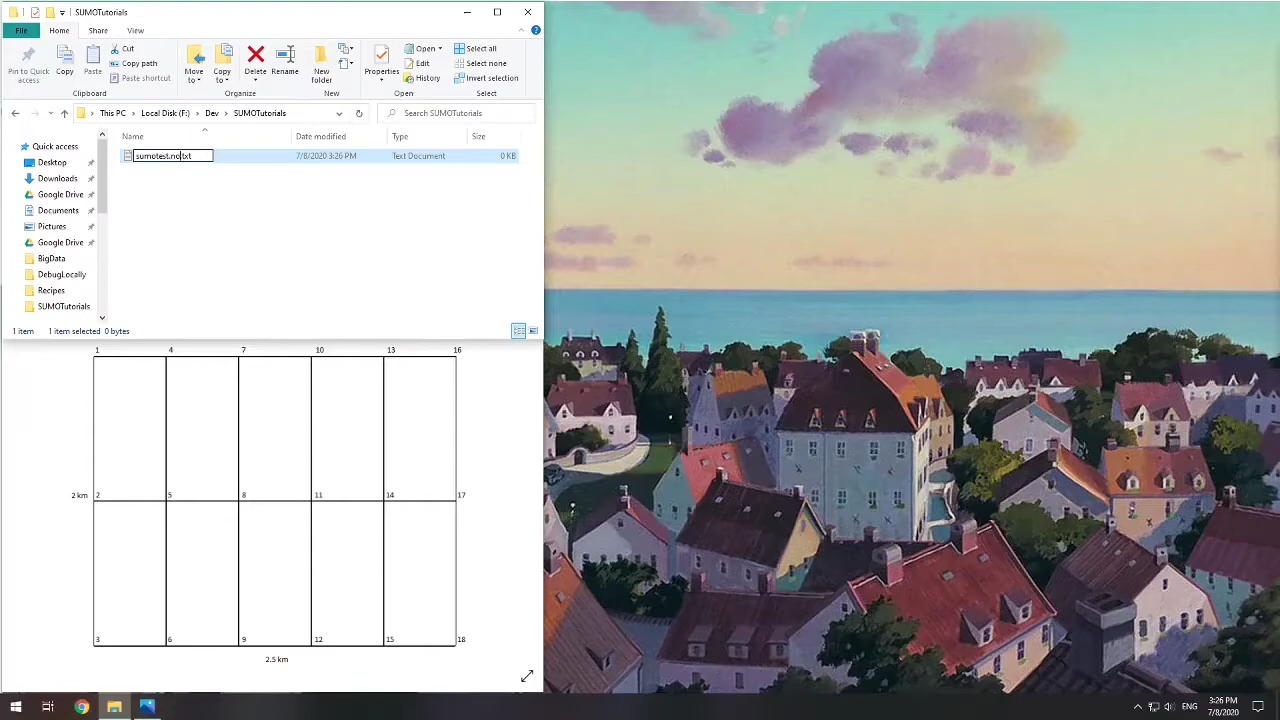 SUMOTutorials
File Home Share View
Pin to Quick access
Copy
Paste
Cut
Copy path
Paste shortcut
Clipboard
Move to
Copy to
Delete
Rename
Organize
New folder
New
Properties
Open
Edit
History
Open
Select all
Select none
Invert selection
Select
This PC > Local Disk (F:) > Dev > SUMOTutorials
Search SUMOTutorials
Name Date modified Type Size
sumotest.no.txt 7/8/2020 3:26 PM Text Document 0 KB
Quick access
Desktop
Downloads
Google Drive
Documents
Pictures
Google Drive
BigData
DebugLocally
Recipes
SUMOTutorials
1 item 1 item selected 0 bytes
1 4 7 10 13 16
2 km 2 5 8 11 14 17
3 6 9 12 15 18
2.5 km
ENG
3:26 PM
7/8/2020